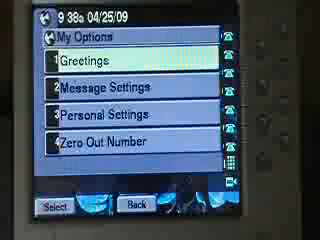 9 38a 04/25/09
My Options
1 Greetings
2 Message Settings
3 Personal Settings
4 Zero Out Number
Select Back